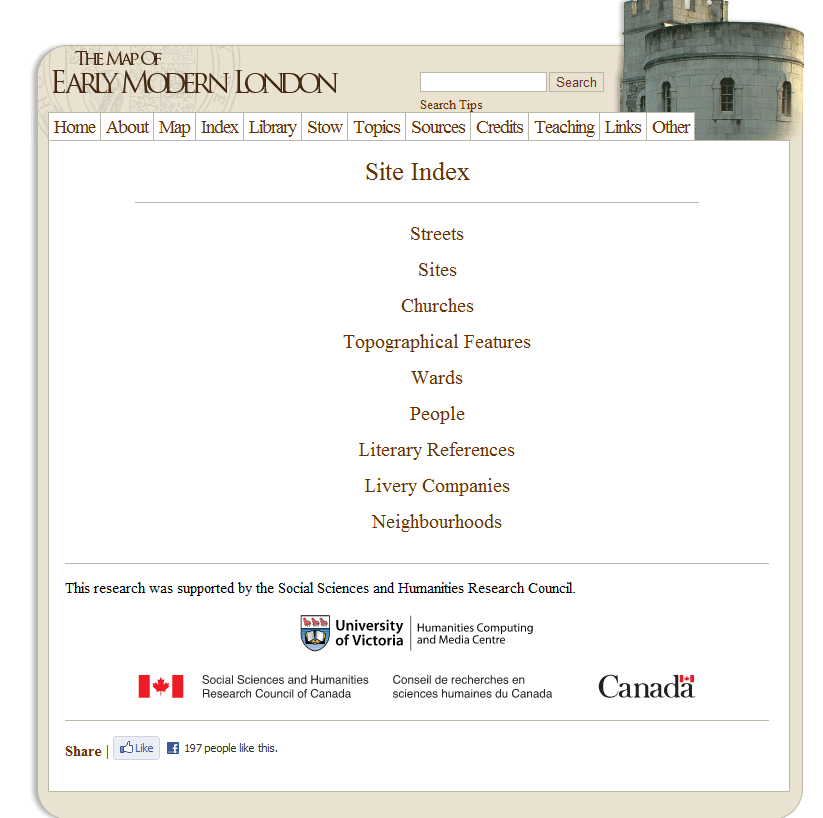 THE MAP OF
EARLY MODERN LONDON
Search
Search Tips
Home About Map Index Library Stow Topics Sources Credits Teaching Links Other
Site Index
Streets
Sites
Churches
Topographical Features
Wards
People
Literary References
Livery Companies
Neighbourhoods
This research was supported by the Social Sciences and Humanities Research Council.
University
of Victoria
Humanities Computing
and Media Centre
Social Sciences and Humanities
Research Council of Canada
Conseil de recherches en
sciences humaines du Canada
Canada
Share | Like 197 people like this.